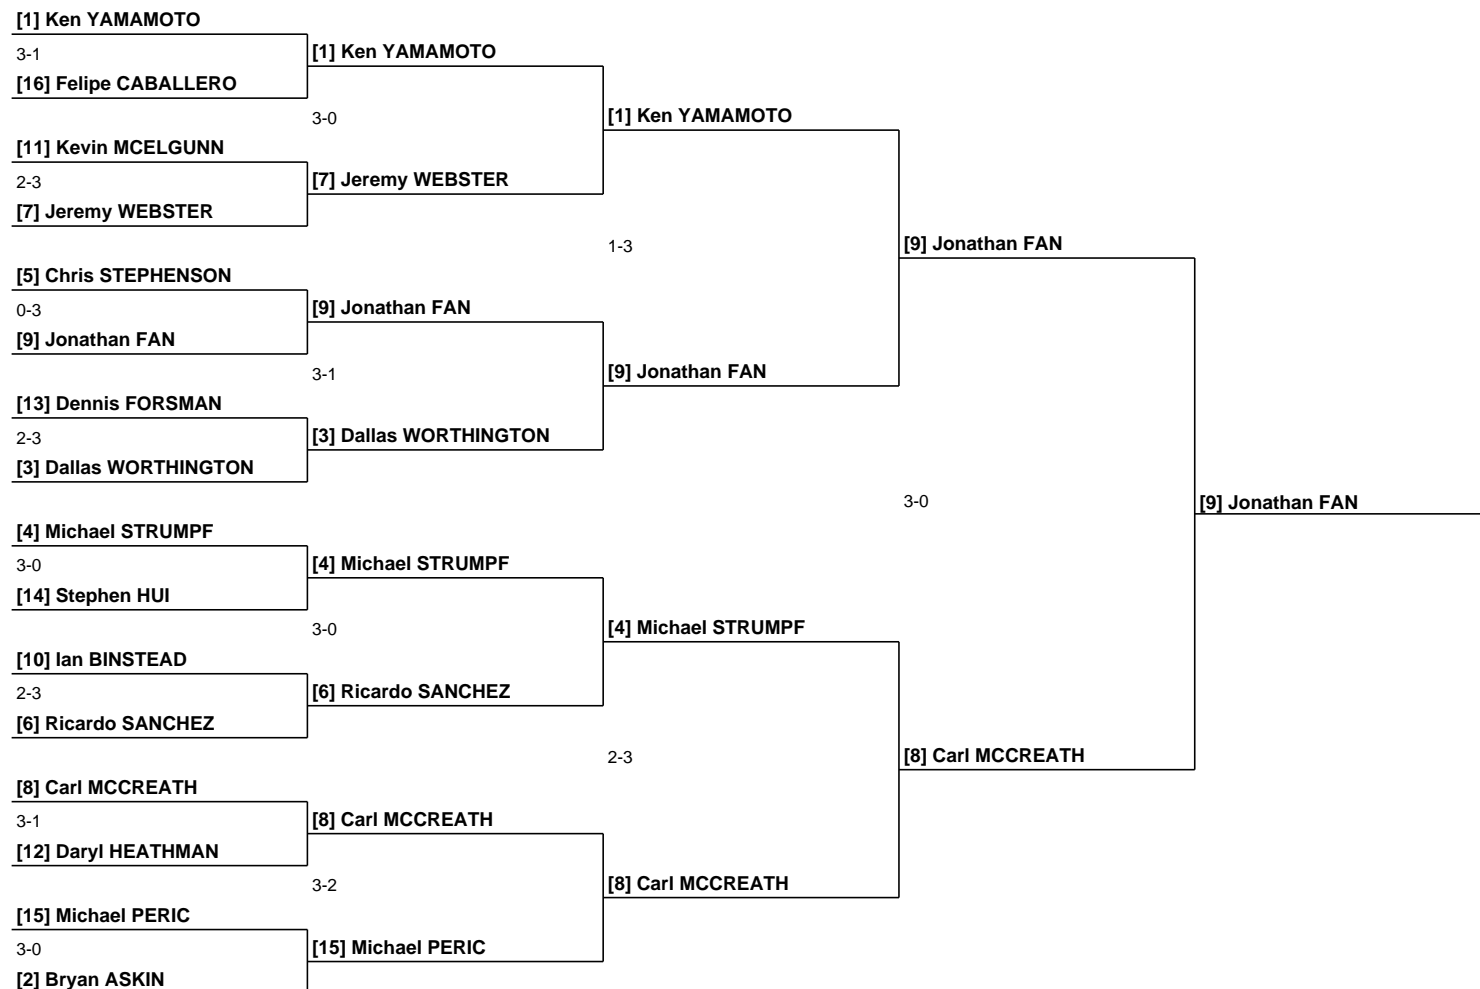 [1] Ken YAMAMOTO
3-1
[16] Felipe CABALLERO
[11] Kevin MCELGUNN
2-3
[7] Jeremy WEBSTER
[5] Chris STEPHENSON
0-3
[9] Jonathan FAN
[13] Dennis FORSMAN
2-3
[3] Dallas WORTHINGTON
[4] Michael STRUMPF
3-0
[14] Stephen HUI
[10] Ian BINSTEAD
2-3
[6] Ricardo SANCHEZ
[8] Carl MCCREATH
3-1
[12] Daryl HEATHMAN
[15] Michael PERIC
3-0
[2] Bryan ASKIN
[1] Ken YAMAMOTO
3-0
[7] Jeremy WEBSTER
[9] Jonathan FAN
3-1
[3] Dallas WORTHINGTON
[4] Michael STRUMPF
3-0
[6] Ricardo SANCHEZ
[8] Carl MCCREATH
3-2
[15] Michael PERIC
[1] Ken YAMAMOTO
1-3
[9] Jonathan FAN
[4] Michael STRUMPF
2-3
[8] Carl MCCREATH
[9] Jonathan FAN
3-0
[8] Carl MCCREATH
[9] Jonathan FAN